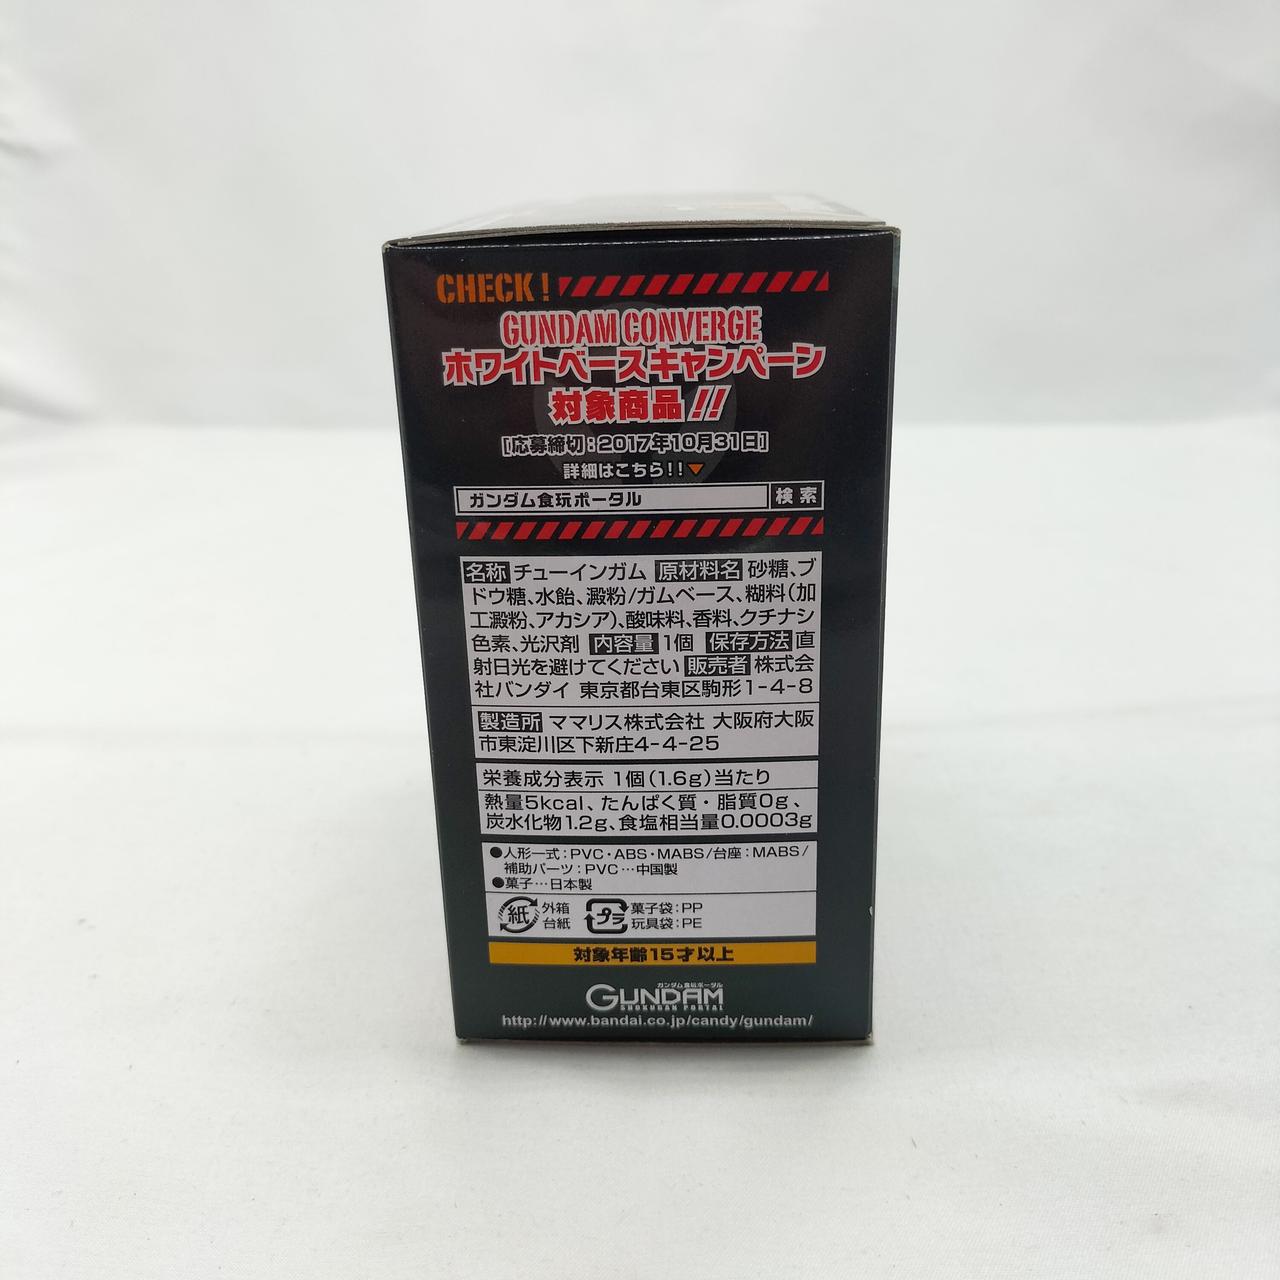 CHECK!
GUNDAM CONVERGE
ホワイトベースキャンペーン
対象商品!!
[応募締切:2017年10月31日]
詳細はこちら!!▼
ガンダム食玩ポータル 検索
名称 チューインガム 原材料名 砂糖、ブ
ドウ糖、水飴、澱粉/ガムベース、糊料(加
工澱粉、アカシア)、酸味料、香料、クチナシ
色素、光沢剤 内容量 1個 保存方法 直
射日光を避けてください 販売者 株式会
社バンダイ 東京都台東区駒形1-4-8
製造所 ママリス株式会社 大阪府大阪
市東淀川区下新庄4-4-25
栄養成分表示 1個(1.6g)当たり
熱量5kcal、たんぱく質・脂質0g、
炭水化物1.2g、食塩相当量0.0003g
●人形一式:PVC・ABS・MABS/台座:MABS/
補助パーツ:PVC…中国製
●菓子…日本製
紙 外箱 プラ 菓子袋:PP
台紙 玩具袋:PE
対象年齢15才以上
ガンダム食玩ポータル
GUNDAM
SHOKUGAN PORTAL
http://www.bandai.co.jp/candy/gundam/